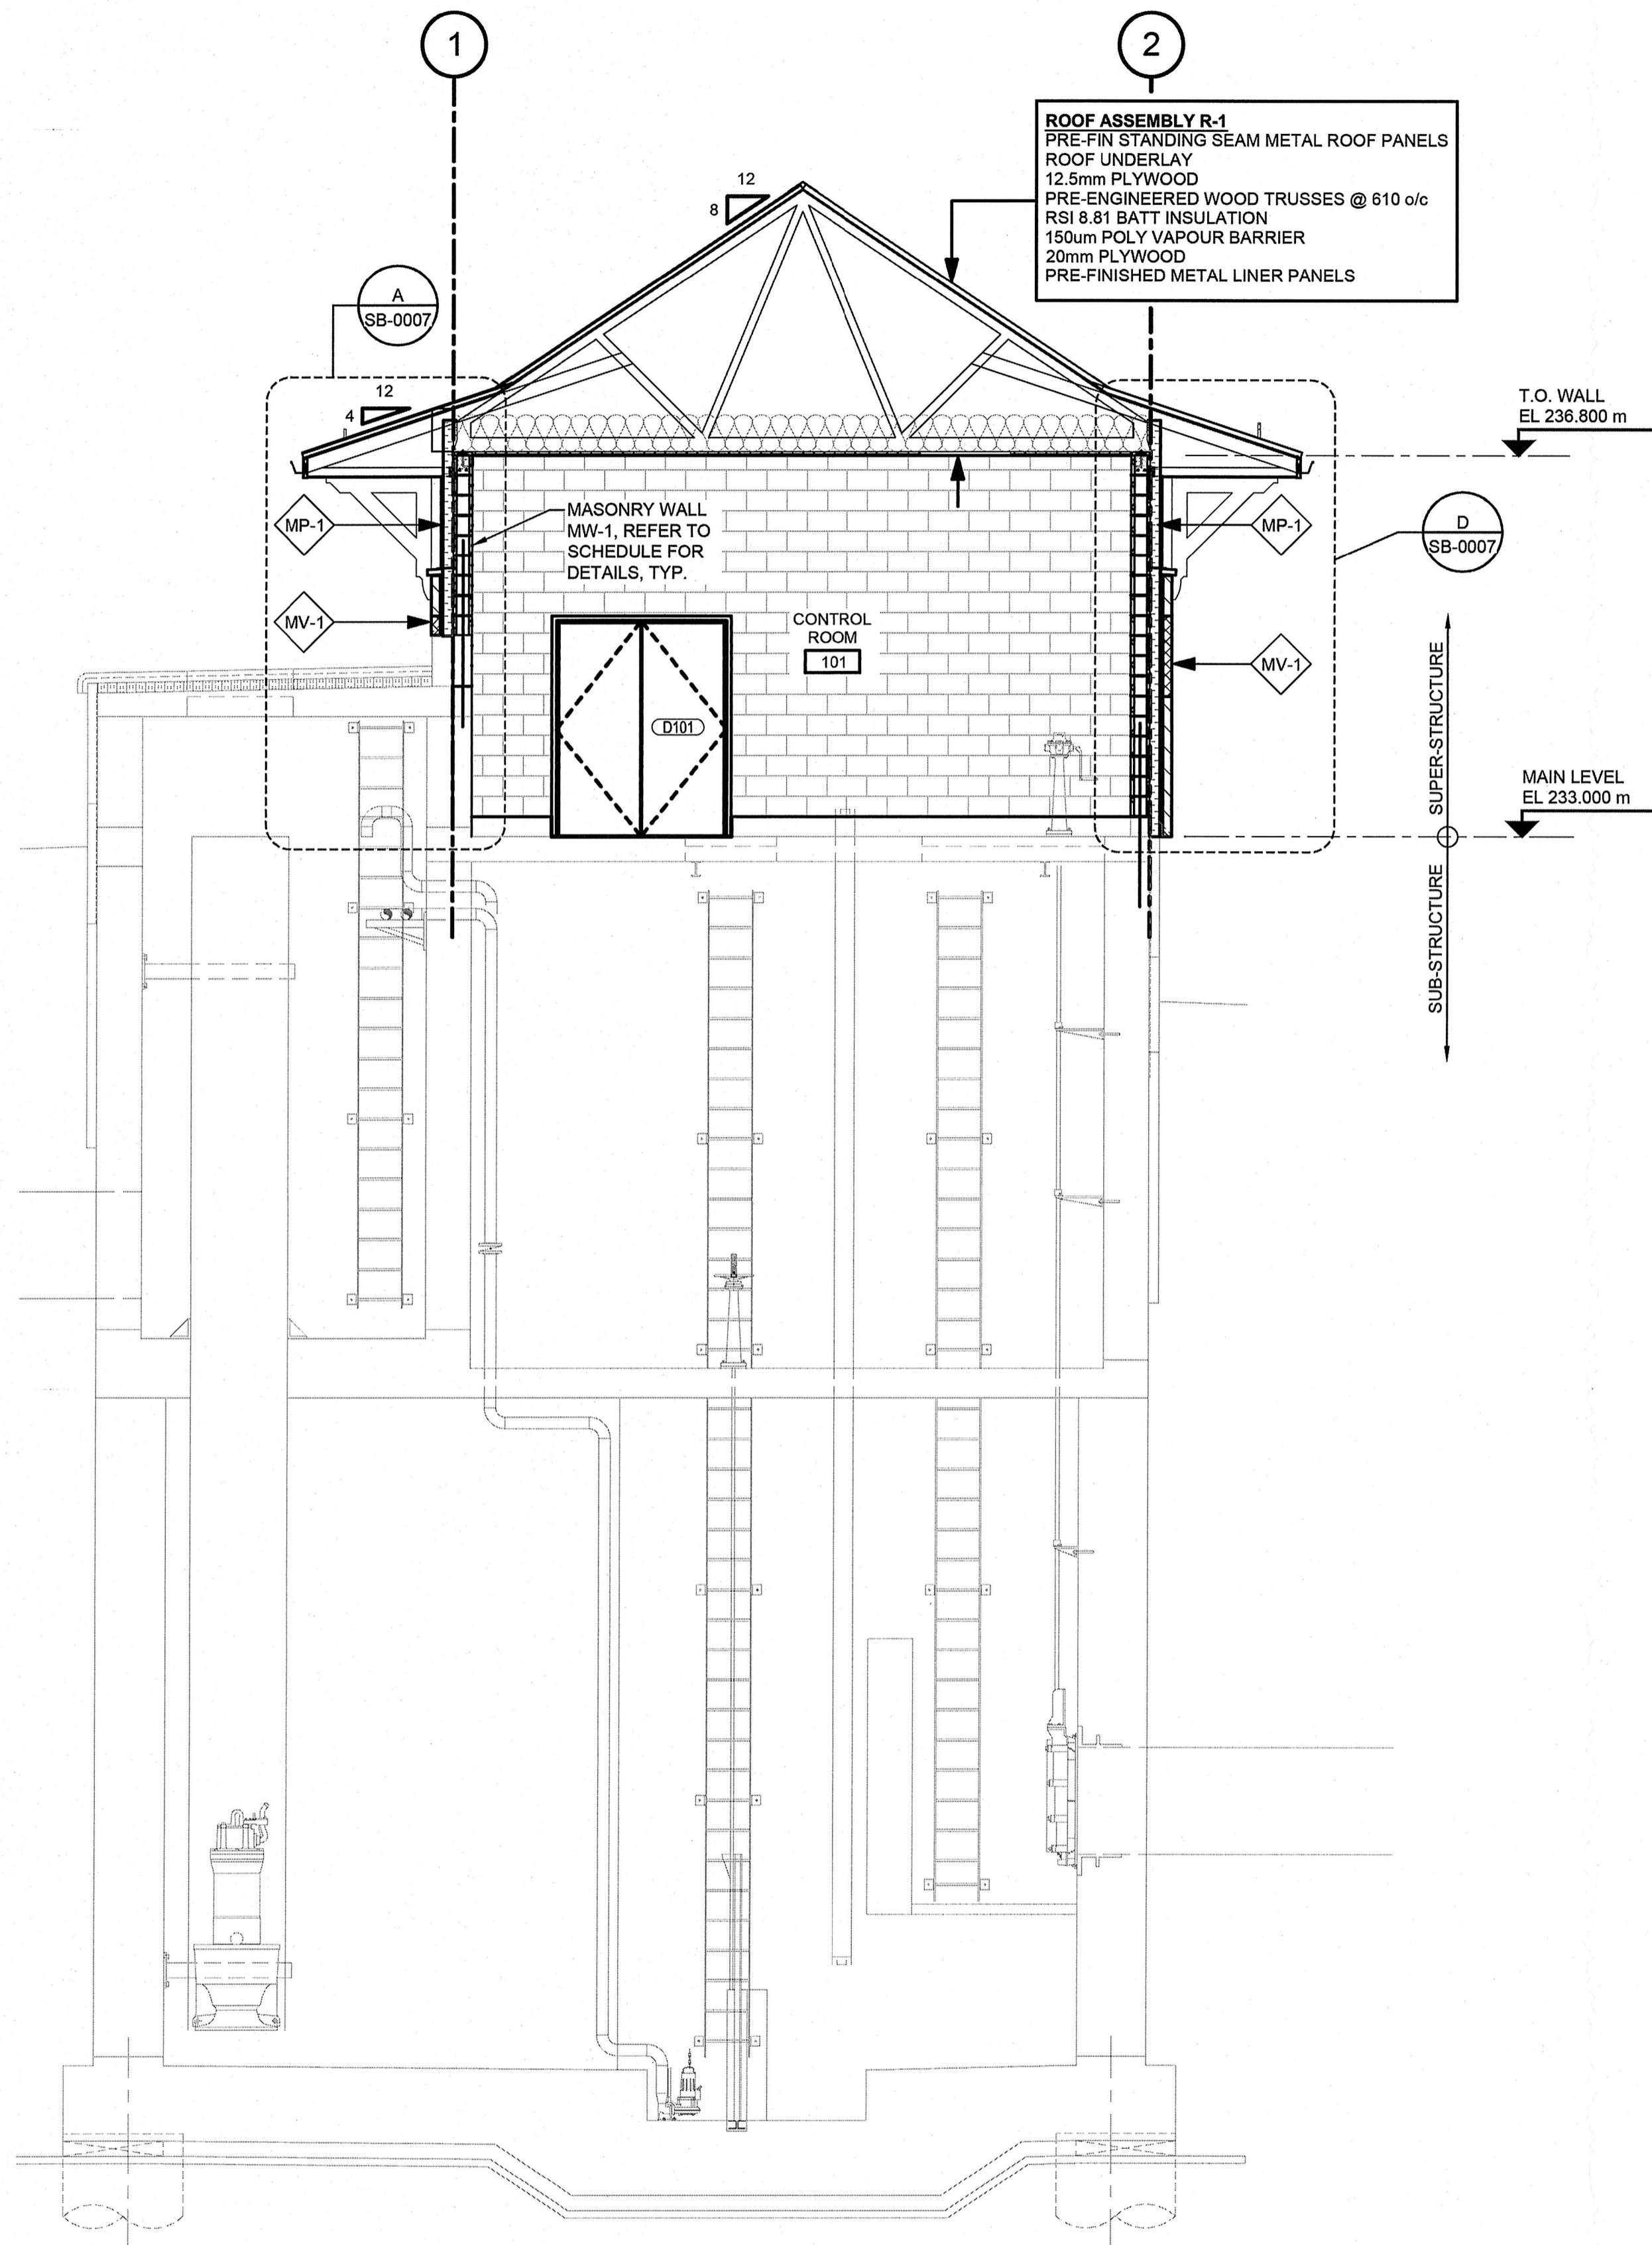 1
2
ROOF ASSEMBLY R-1
PRE-FIN STANDING SEAM METAL ROOF PANELS
ROOF UNDERLAY
12.5mm PLYWOOD
PRE-ENGINEERED WOOD TRUSSES @ 610 o/c
RSI 8.81 BATT INSULATION
150um POLY VAPOUR BARRIER
20mm PLYWOOD
PRE-FINISHED METAL LINER PANELS
12
8
A
SB-0007
12
4
T.O. WALL
EL 236.800 m
MP-1
MASONRY WALL
MW-1, REFER TO
SCHEDULE FOR
DETAILS, TYP.
MP-1
D
SB-0007
MV-1
CONTROL
ROOM
101
MV-1
D101
SUPER-STRUCTURE
MAIN LEVEL
EL 233.000 m
SUB-STRUCTURE